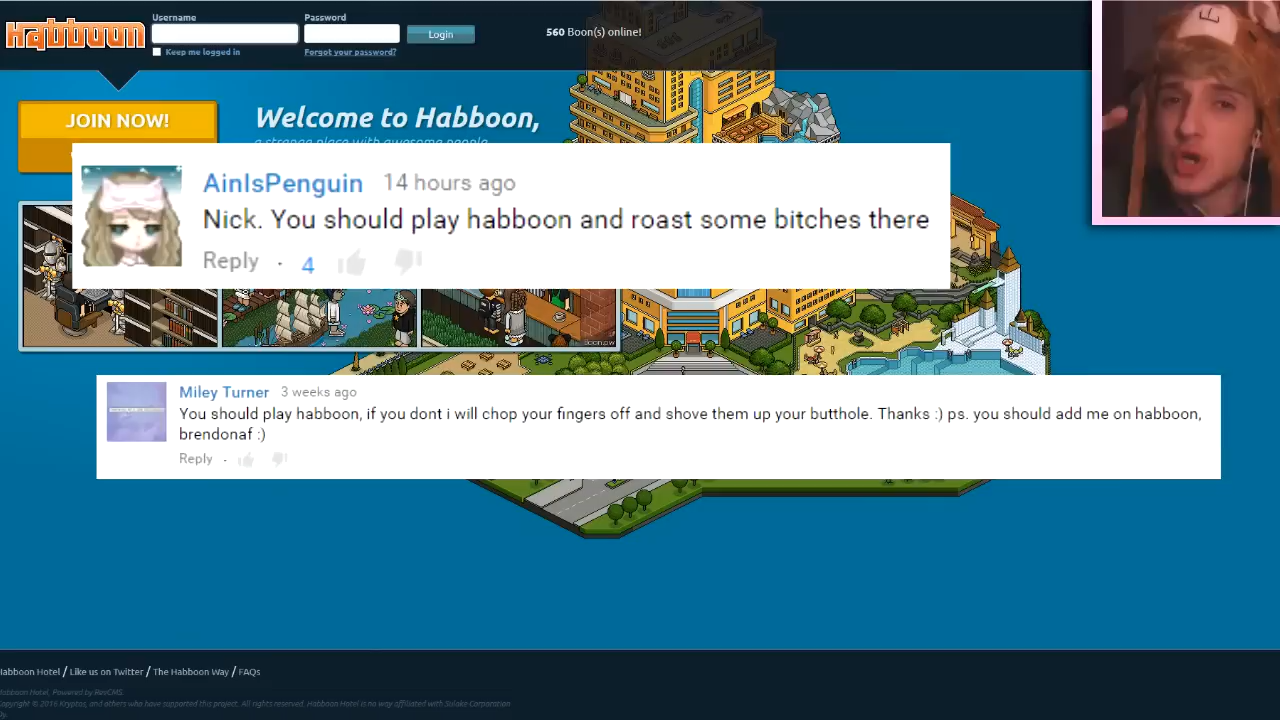 Habboon
Username
Password
Login
Keep me logged in
Forgot your password?
560 Boon(s) online!
JOIN NOW!
Welcome to Habboon,
a strange place with awesome people
AinIsPenguin 14 hours ago
Nick. You should play habboon and roast some bitches there
Reply · 4
Boon.pw
Miley Turner 3 weeks ago
You should play habboon, if you dont i will chop your fingers off and shove them up your butthole. Thanks :) ps. you should add me on habboon,
brendonaf :)
Reply ·
Habboon Hotel / Like us on Twitter / The Habboon Way / FAQs
Habboon Hotel, Powered by RevCMS.
Copyright © 2016 Kryptos, and others who have supported this project. All rights reserved. Habboon Hotel is no way affiliated with Sulake Corporation
Oy.